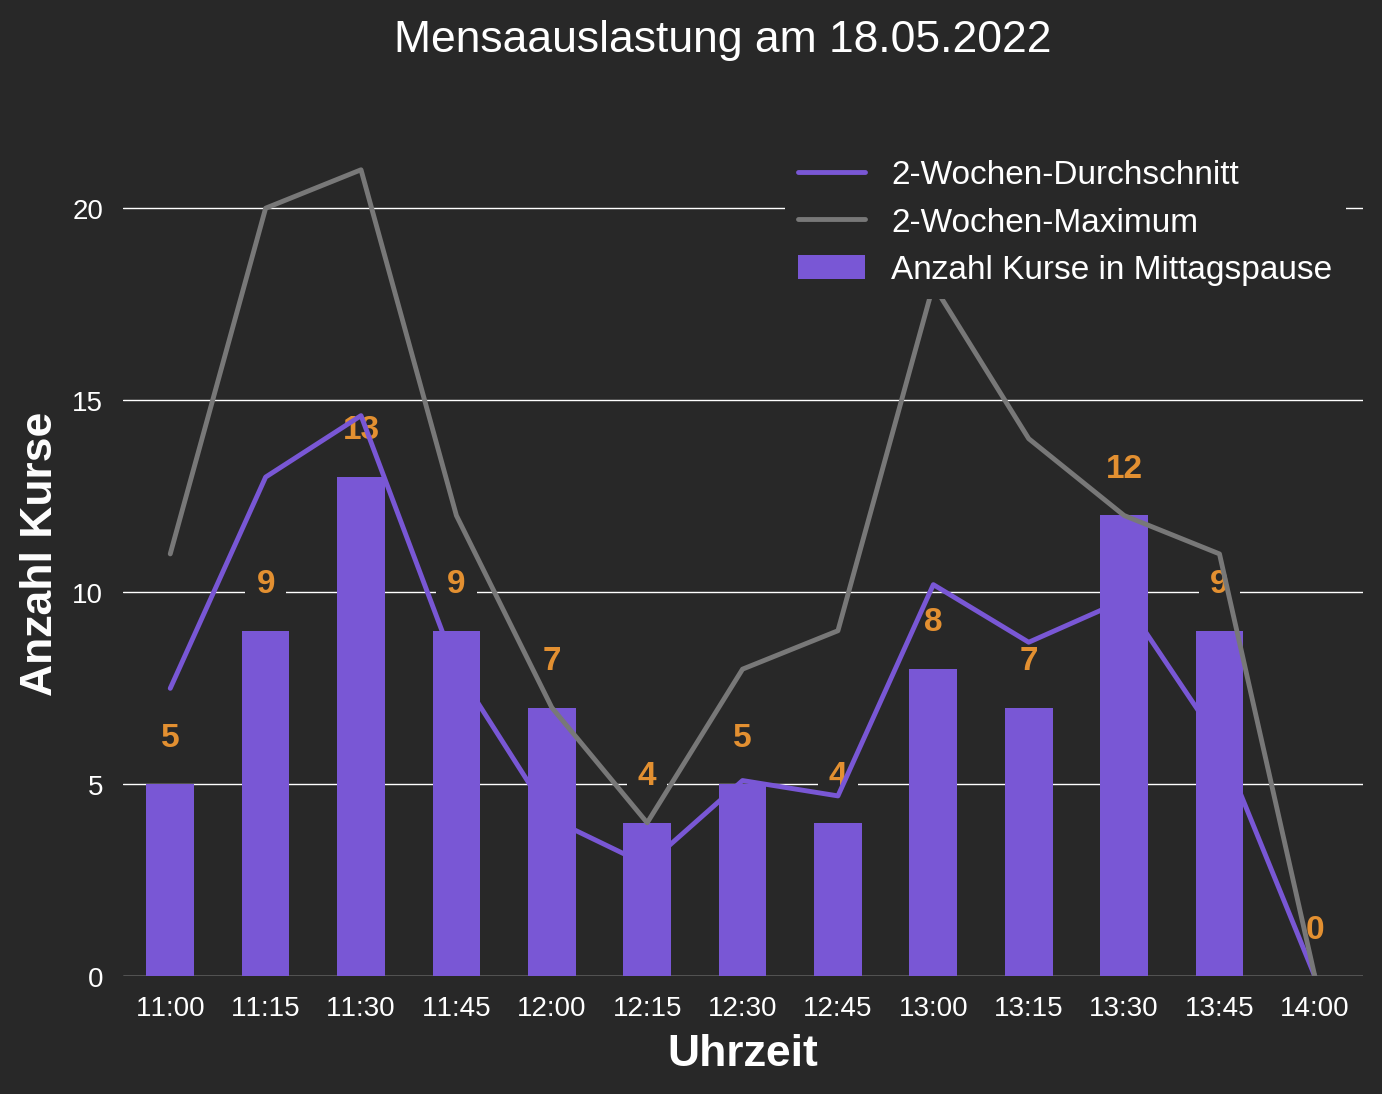 Mensaauslastung am 18.05.2022
2-Wochen-Durchschnitt
2-Wochen-Maximum
Anzahl Kurse in Mittagspause
Anzahl Kurse
20
15
10
5
0
5
9
13
9
7
4
5
4
8
7
12
9
0
11:00 11:15 11:30 11:45 12:00 12:15 12:30 12:45 13:00 13:15 13:30 13:45 14:00
Uhrzeit